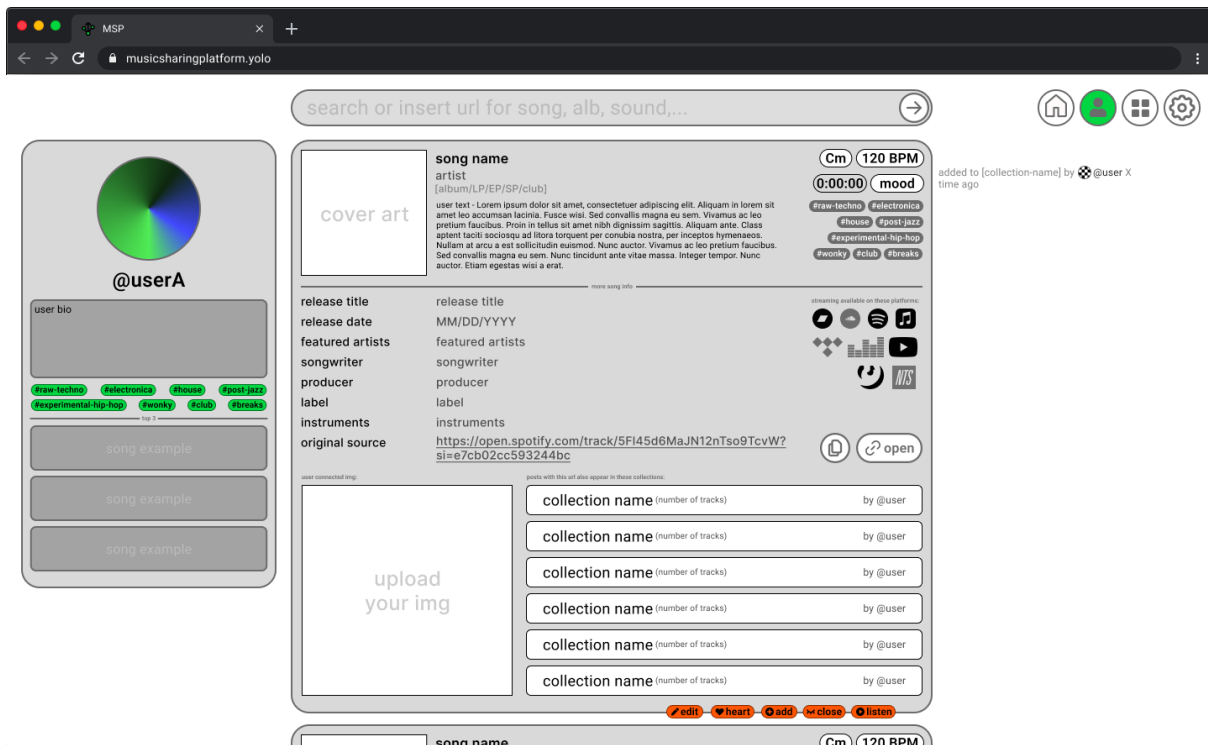 MSP
musicsharingplatform.yolo
search or insert url for song, alb, sound,...
@userA
user bio
#raw-techno #electronica #house #post-jazz
#experimental-hip-hop #wonky #club #breaks
top 3
song example
song example
song example
cover art
song name
artist
[album/LP/EP/SP/club]
user text - Lorem ipsum dolor sit amet, consectetuer adipiscing elit. Aliquam in lorem sit
amet leo accumsan lacinia. Fusce wisi. Sed convallis magna eu sem. Vivamus ac leo
pretium faucibus. Proin in tellus sit amet nibh dignissim sagittis. Aliquam ante. Class
aptent taciti sociosqu ad litora torquent per conubia nostra, per inceptos hymenaeos.
Nullam at arcu a est sollicitudin euismod. Nunc auctor. Vivamus ac leo pretium faucibus.
Sed convallis magna eu sem. Nunc tincidunt ante vitae massa. Integer tempor. Nunc
auctor. Etiam egestas wisi a erat.
Cm 120 BPM
0:00:00 mood
#raw-techno #electronica
#house #post-jazz
#experimental-hip-hop
#wonky #club #breaks
added to [collection-name] by @user X
time ago
more song info
release title release title
release date MM/DD/YYYY
featured artists featured artists
songwriter songwriter
producer producer
label label
instruments instruments
original source https://open.spotify.com/track/5Fl45d6MaJN12nTso9TcvW?
si=e7cb02cc593244bc
streaming available on these platforms:
NTS
open
user connected img:
upload
your img
posts with this url also appear in these collections:
collection name (number of tracks) by @user
collection name (number of tracks) by @user
collection name (number of tracks) by @user
collection name (number of tracks) by @user
collection name (number of tracks) by @user
collection name (number of tracks) by @user
edit heart add close listen
song name
Cm 120 BPM